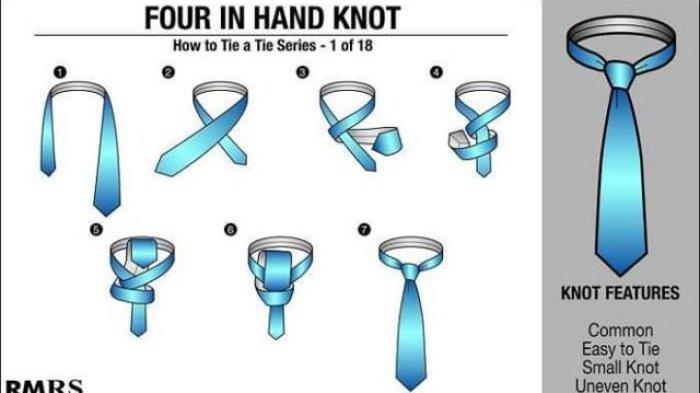 FOUR IN HAND KNOT
How to Tie a Tie Series - 1 of 18
1
2
3
4
5
6
7
RMRS
KNOT FEATURES
Common
Easy to Tie
Small Knot
Uneven Knot